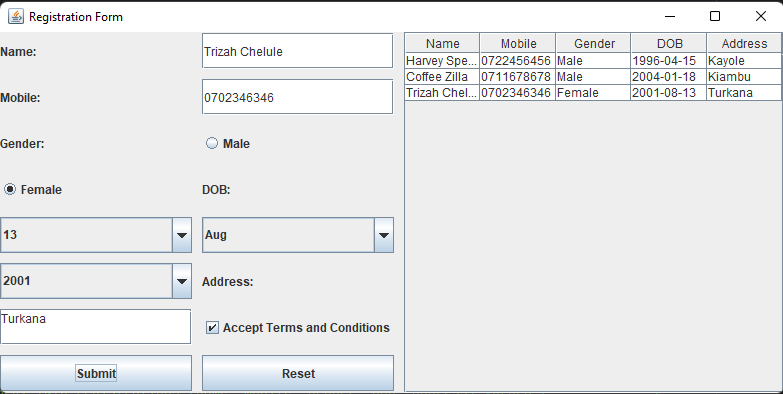 Registration Form
Name:
Trizah Chelule
Mobile:
0702346346
Gender:
Male
Female
DOB:
13
Aug
2001
Address:
Turkana
Accept Terms and Conditions
Submit
Reset
Name Mobile Gender DOB Address
Harvey Spe... 0722456456 Male 1996-04-15 Kayole
Coffee Zilla 0711678678 Male 2004-01-18 Kiambu
Trizah Chel... 0702346346 Female 2001-08-13 Turkana